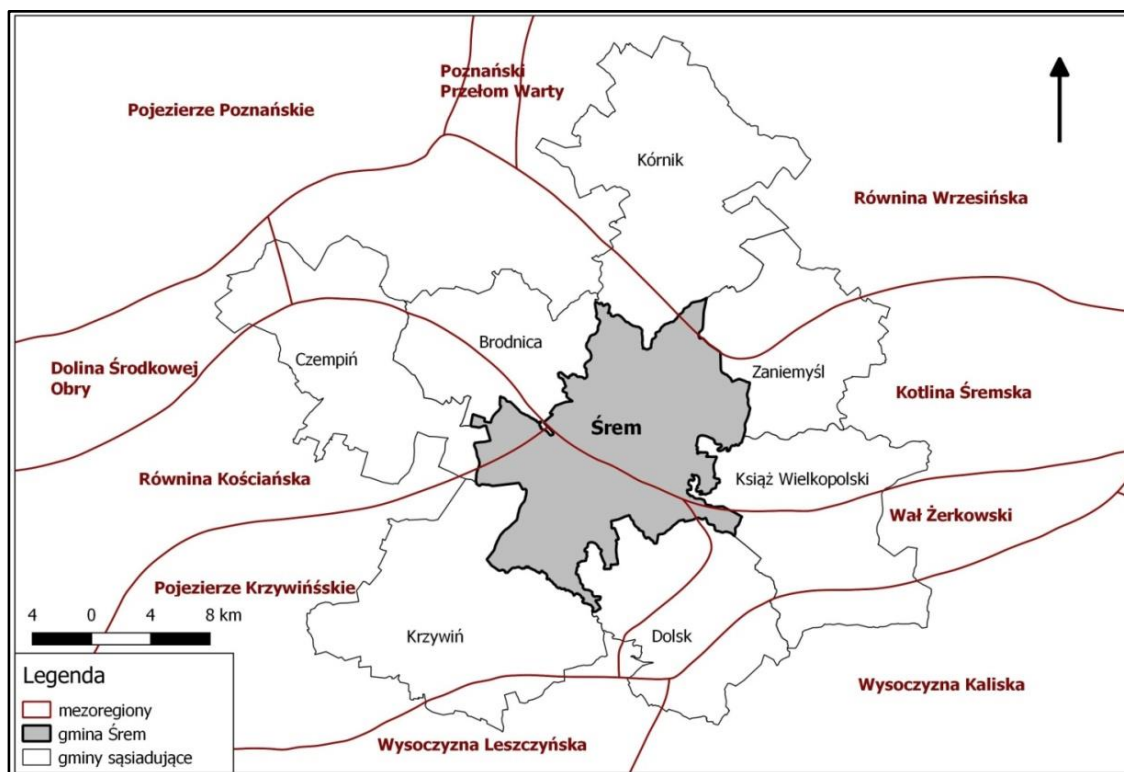 Poznański
Przełom Warty
Pojezierze Poznańskie
Kórnik
Równina Wrzesińska
Brodnica
Czempiń
Zaniemyśl
Dolina Środkowej
Obry
Kotlina Śremska
Śrem
Równina Kościańska
Książ Wielkopolski
Wał Żerkowski
Pojezierze Krzywińsskie
4 0 4 8 km
Krzywiń
Dolsk
Legenda
mezoregiony
gmina Śrem
gminy sąsiadujące
Wysoczyzna Kaliska
Wysoczyzna Leszczyńska